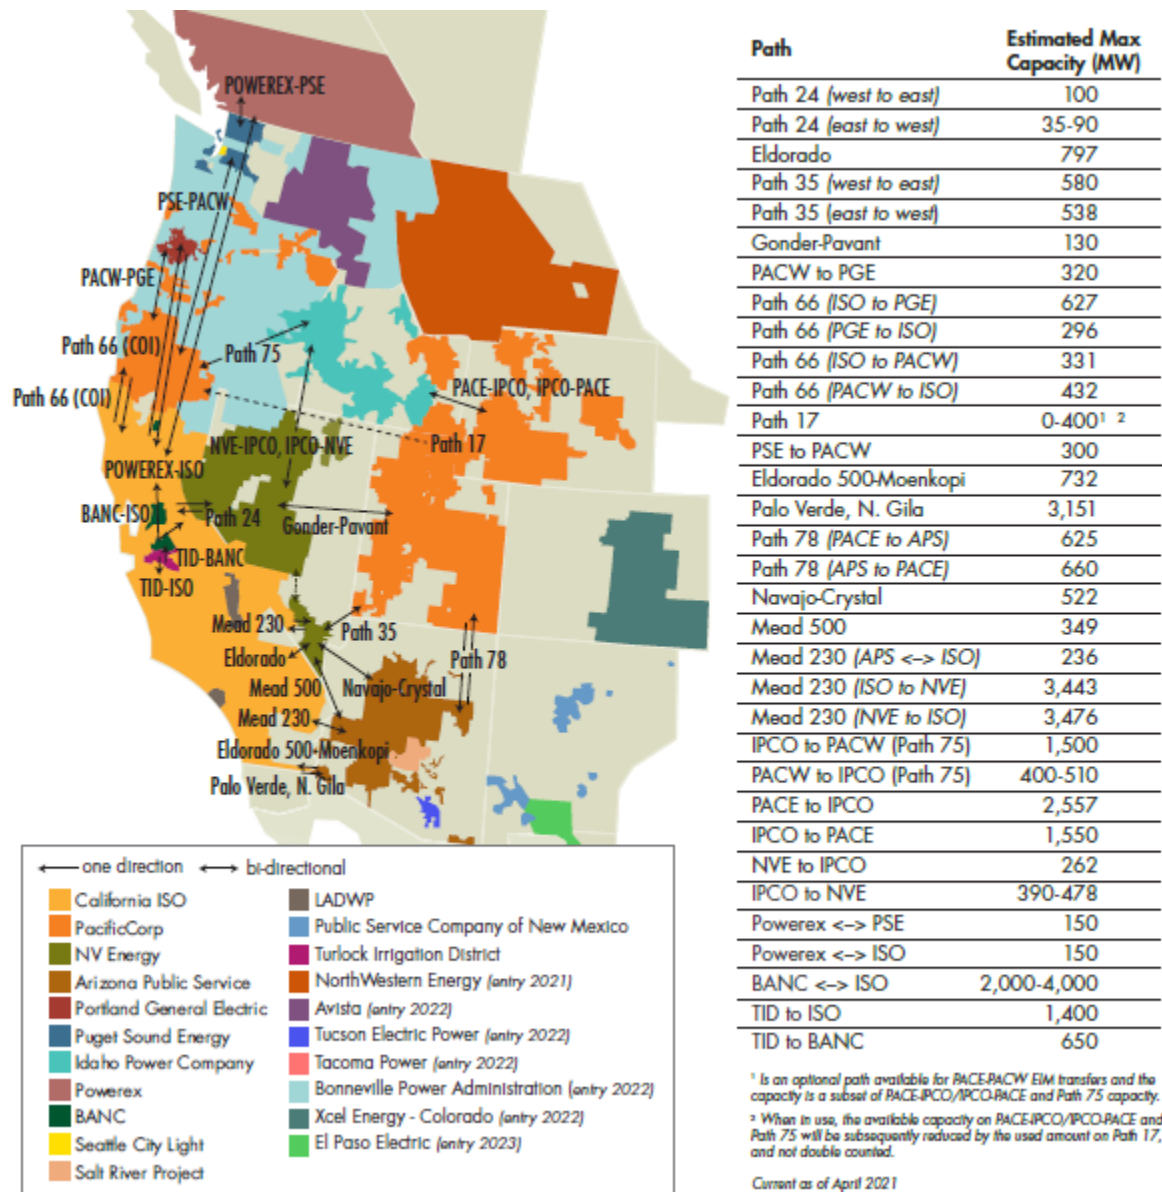 POWEREX-PSE
PSE-PACW
PACW-PGE
Path 66 (COI)
Path 75
Path 66 (COI)
PACE-IPCO, IPCO-PACE
NVE-IPCO, IPCO-NVE
Path 17
POWEREX-ISO
BANC-ISO
Path 24
Gonder-Pavant
TID-BANC
TID-ISO
Mead 230
Path 35
Eldorado
Path 78
Mead 500
Navajo-Crystal
Mead 230
Eldorado 500-Moenkopi
Palo Verde, N. Gila
one direction
bi-directional
California ISO
PacificCorp
NV Energy
Arizona Public Service
Portland General Electric
Puget Sound Energy
Idaho Power Company
Powerex
BANC
Seattle City Light
Salt River Project
LADWP
Public Service Company of New Mexico
Turlock Irrigation District
NorthWestern Energy (entry 2021)
Avista (entry 2022)
Tucson Electric Power (entry 2022)
Tacoma Power (entry 2022)
Bonneville Power Administration (entry 2022)
Xcel Energy - Colorado (entry 2022)
El Paso Electric (entry 2023)
Path Estimated Max
Capacity (MW)
Path 24 (west to east) 100
Path 24 (east to west) 35-90
Eldorado 797
Path 35 (west to east) 580
Path 35 (east to west) 538
Gonder-Pavant 130
PACW to PGE 320
Path 66 (ISO to PGE) 627
Path 66 (PGE to ISO) 296
Path 66 (ISO to PACW) 331
Path 66 (PACW to ISO) 432
Path 17 0-400¹ ²
PSE to PACW 300
Eldorado 500-Moenkopi 732
Palo Verde, N. Gila 3,151
Path 78 (PACE to APS) 625
Path 78 (APS to PACE) 660
Navajo-Crystal 522
Mead 500 349
Mead 230 (APS <-> ISO) 236
Mead 230 (ISO to NVE) 3,443
Mead 230 (NVE to ISO) 3,476
IPCO to PACW (Path 75) 1,500
PACW to IPCO (Path 75) 400-510
PACE to IPCO 2,557
IPCO to PACE 1,550
NVE to IPCO 262
IPCO to NVE 390-478
Powerex <-> PSE 150
Powerex <-> ISO 150
BANC <-> ISO 2,000-4,000
TID to ISO 1,400
TID to BANC 650
¹ Is an optional path available for PACE-PACW EIM transfers and the
capacity is a subset of PACE-IPCO/IPCO-PACE and Path 75 capacity.
² When in use, the available capacity on PACE-IPCO/IPCO-PACE and
Path 75 will be subsequently reduced by the used amount on Path 17,
and not double counted.
Current as of April 2021